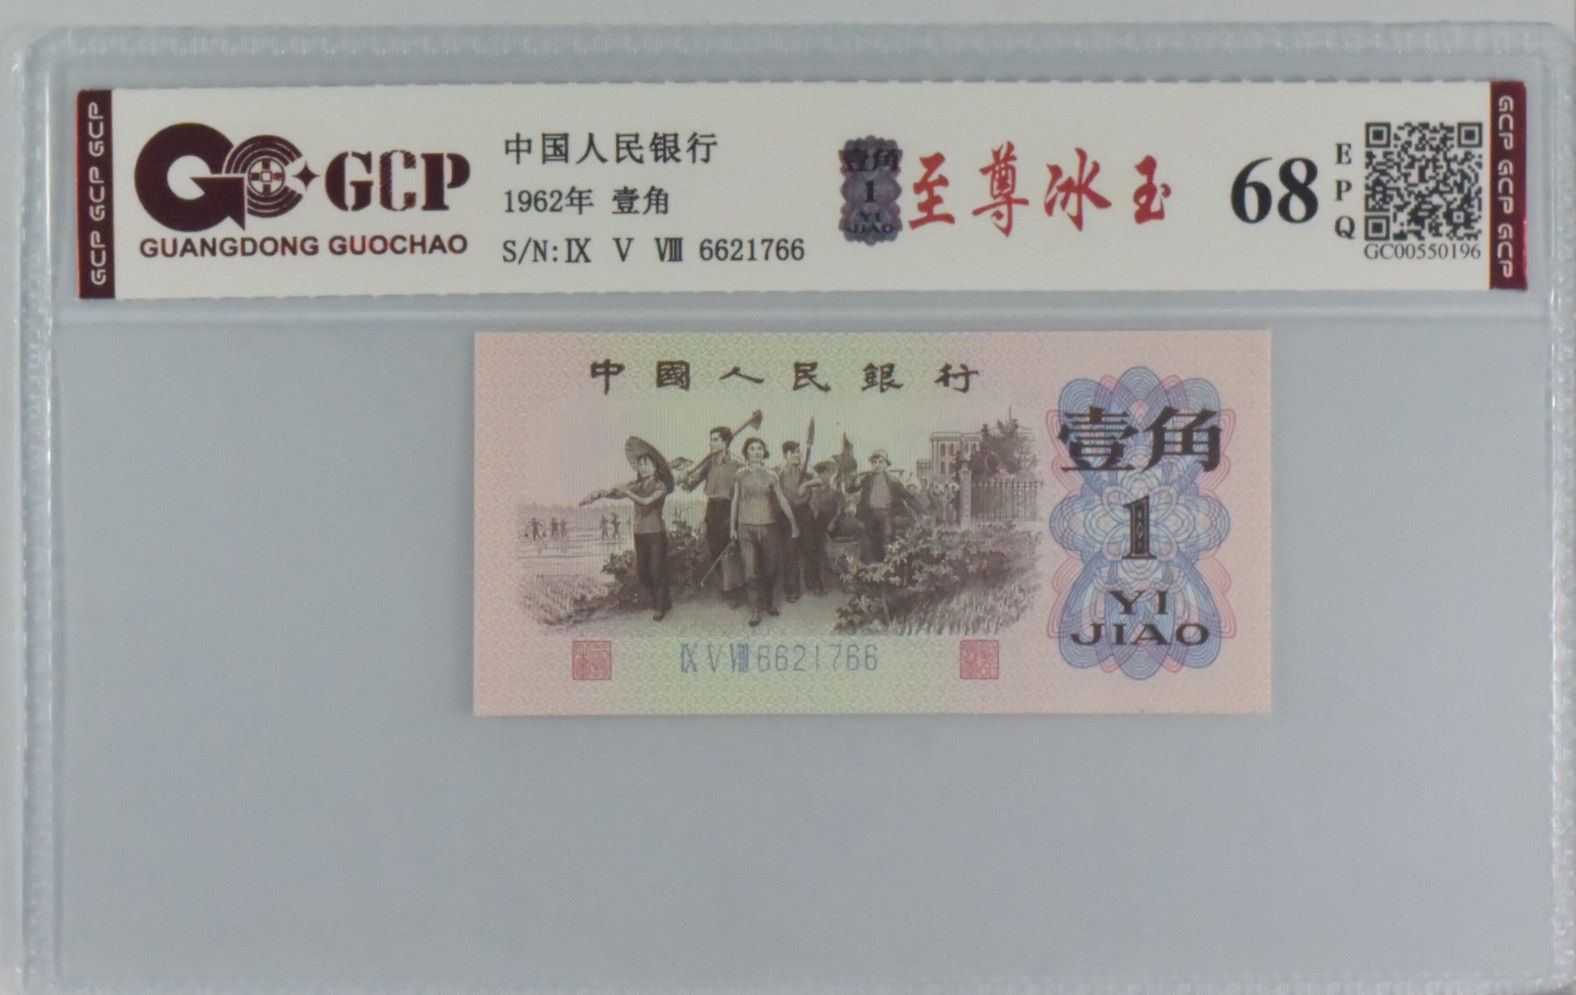 GCP GCP GCP
GCP
GUANGDONG GUOCHAO
中国人民银行
1962年 壹角
S/N:Ⅸ Ⅴ Ⅷ 6621766
壹角
1
YI
JIAO
至尊冰玉
68
EPQ
GC00550196
GCP GCP GCP
中國人民銀行
壹角
1
YI
JIAO
Ⅸ Ⅴ Ⅷ 6621766